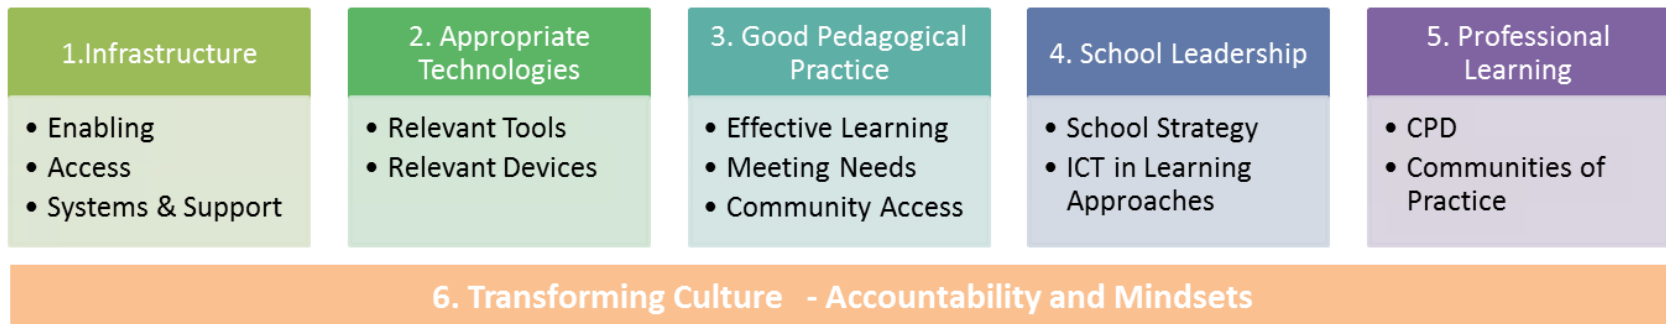 1.Infrastructure
• Enabling
• Access
• Systems & Support
2. Appropriate
Technologies
• Relevant Tools
• Relevant Devices
3. Good Pedagogical
Practice
• Effective Learning
• Meeting Needs
• Community Access
4. School Leadership
• School Strategy
• ICT in Learning
Approaches
5. Professional
Learning
• CPD
• Communities of
Practice
6. Transforming Culture - Accountability and Mindsets